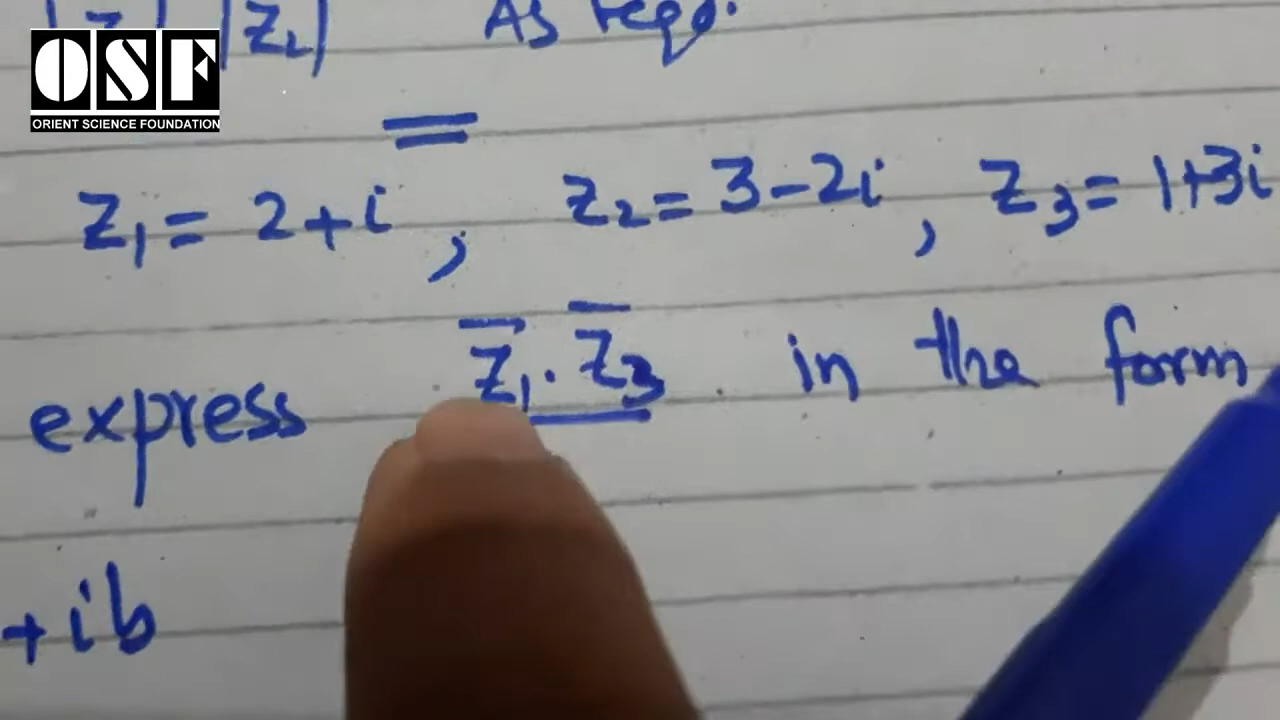 |z₂| As reqd.
OSF
ORIENT SCIENCE FOUNDATION
=
z₁ = 2+i , z₂ = 3-2i , z₃ = 1+3i
express z̅₁ . z̅₃ in the form
+ib